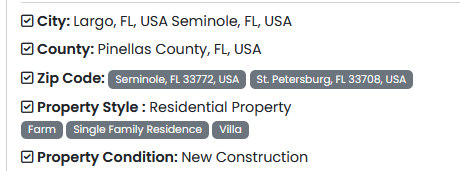 City: Largo, FL, USA Seminole, FL, USA
County: Pinellas County, FL, USA
Zip Code: Seminole, FL 33772, USA St. Petersburg, FL 33708, USA
Property Style : Residential Property
Farm Single Family Residence Villa
Property Condition: New Construction